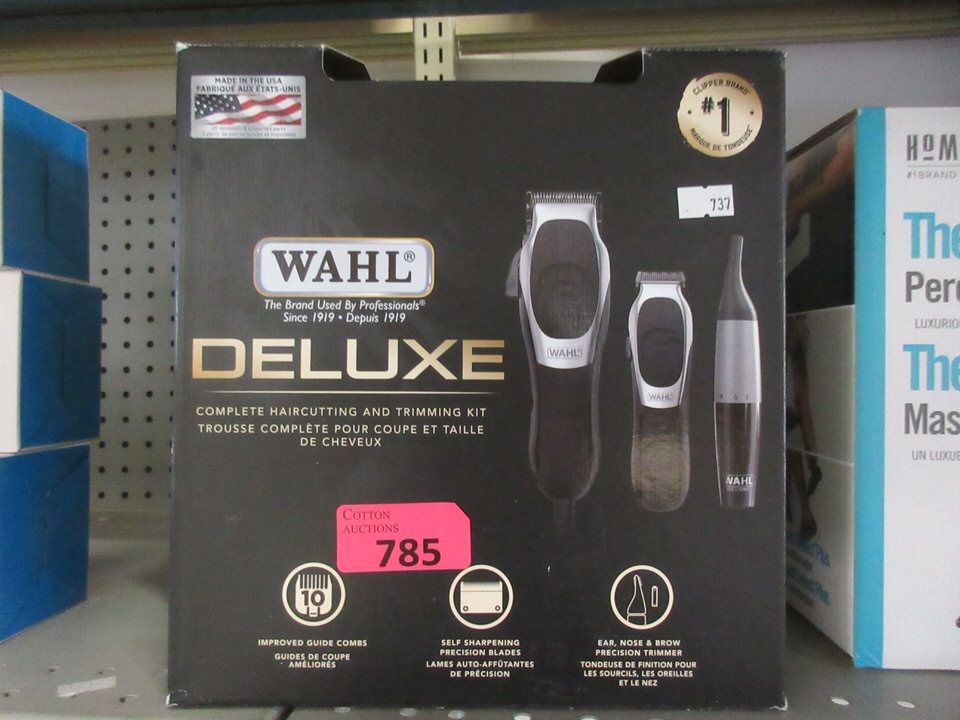 MADE IN THE USA
FABRIQUÉ AUX ÉTATS-UNIS
CLIPPER BRAND
#1
MARQUE DE TONDEUSE
737
WAHL®
The Brand Used By Professionals®
Since 1919 • Depuis 1919
DELUXE
COMPLETE HAIRCUTTING AND TRIMMING KIT
TROUSSE COMPLÈTE POUR COUPE ET TAILLE
DE CHEVEUX
WAHL
WAHL
WAHL
COTTON
AUCTIONS
785
10
IMPROVED GUIDE COMBS
GUIDES DE COUPE
AMÉLIORÉS
SELF SHARPENING
PRECISION BLADES
LAMES AUTO-AFFÛTANTES
DE PRÉCISION
EAR, NOSE & BROW
PRECISION TRIMMER
TONDEUSE DE FINITION POUR
LES SOURCILS, LES OREILLES
ET LE NEZ
HOM
#1BRAND
The
Perc
LUXURIO
The
Mas
UN LUXUE